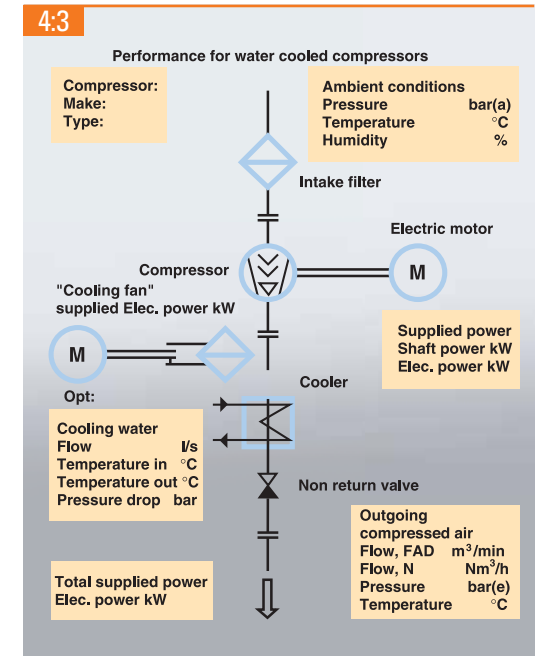 4:3
Performance for water cooled compressors
Compressor:
Make:
Type:
Ambient conditions
Pressure bar(a)
Temperature °C
Humidity %
Intake filter
Electric motor
Compressor
M
"Cooling fan"
supplied Elec. power kW
M
Supplied power
Shaft power kW
Elec. power kW
Cooler
Opt:
Cooling water
Flow l/s
Temperature in °C
Temperature out °C
Pressure drop bar
Non return valve
Outgoing
compressed air
Flow, FAD m³/min
Flow, N Nm³/h
Pressure bar(e)
Temperature °C
Total supplied power
Elec. power kW